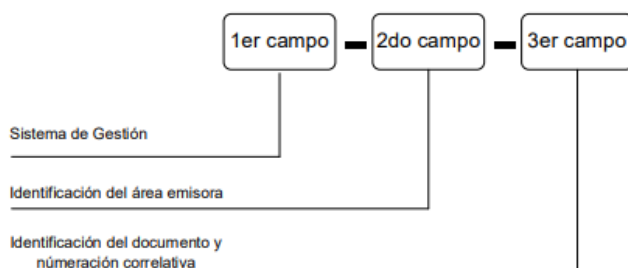 1er campo - 2do campo - 3er campo
Sistema de Gestión
Identificación del área emisora
Identificación del documento y
númeración correlativa